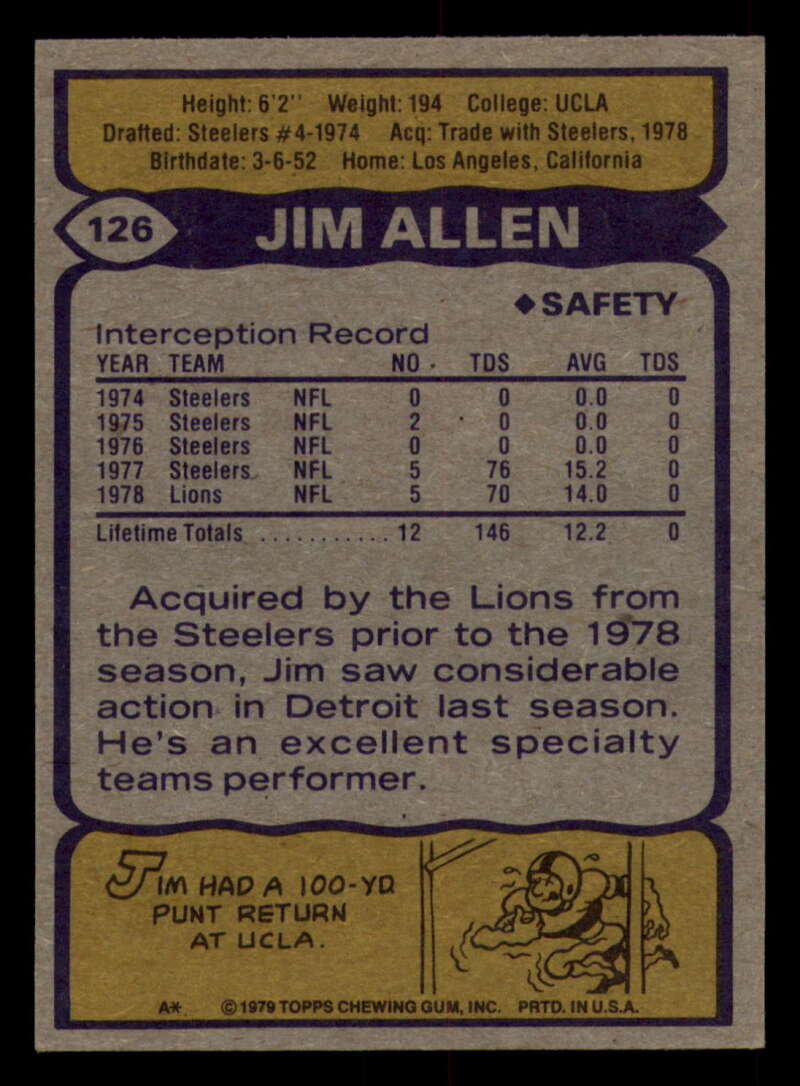 Height: 6'2" Weight: 194 College: UCLA
Drafted: Steelers #4-1974 Acq: Trade with Steelers, 1978
Birthdate: 3-6-52 Home: Los Angeles, California
126 JIM ALLEN
◆SAFETY
Interception Record
YEAR TEAM NO. TDS AVG TDS
1974 Steelers NFL 0 0 0.0 0
1975 Steelers NFL 2 0 0.0 0
1976 Steelers NFL 0 0 0.0 0
1977 Steelers NFL 5 76 15.2 0
1978 Lions NFL 5 70 14.0 0
Lifetime Totals ........... 12 146 12.2 0
Acquired by the Lions from
the Steelers prior to the 1978
season, Jim saw considerable
action in Detroit last season.
He's an excellent specialty
teams performer.
JIM HAD A 100-YD
PUNT RETURN
AT UCLA.
A* ©1979 TOPPS CHEWING GUM, INC. PRTD. IN U.S.A.